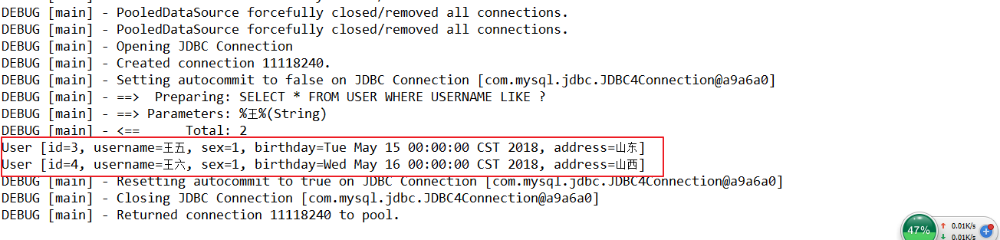 DEBUG [main] - PooledDataSource forcefully closed/removed all connections.
DEBUG [main] - PooledDataSource forcefully closed/removed all connections.
DEBUG [main] - Opening JDBC Connection
DEBUG [main] - Created connection 11118240.
DEBUG [main] - Setting autocommit to false on JDBC Connection [com.mysql.jdbc.JDBC4Connection@a9a6a0]
DEBUG [main] - ==>  Preparing: SELECT * FROM USER WHERE USERNAME LIKE ?
DEBUG [main] - ==> Parameters: %王%(String)
DEBUG [main] - <==      Total: 2
User [id=3, username=王五, sex=1, birthday=Tue May 15 00:00:00 CST 2018, address=山东]
User [id=4, username=王六, sex=1, birthday=Wed May 16 00:00:00 CST 2018, address=山西]
DEBUG [main] - Resetting autocommit to true on JDBC Connection [com.mysql.jdbc.JDBC4Connection@a9a6a0]
DEBUG [main] - Closing JDBC Connection [com.mysql.jdbc.JDBC4Connection@a9a6a0]
DEBUG [main] - Returned connection 11118240 to pool.
47%
↑ 0.01K/s
↓ 0.01K/s